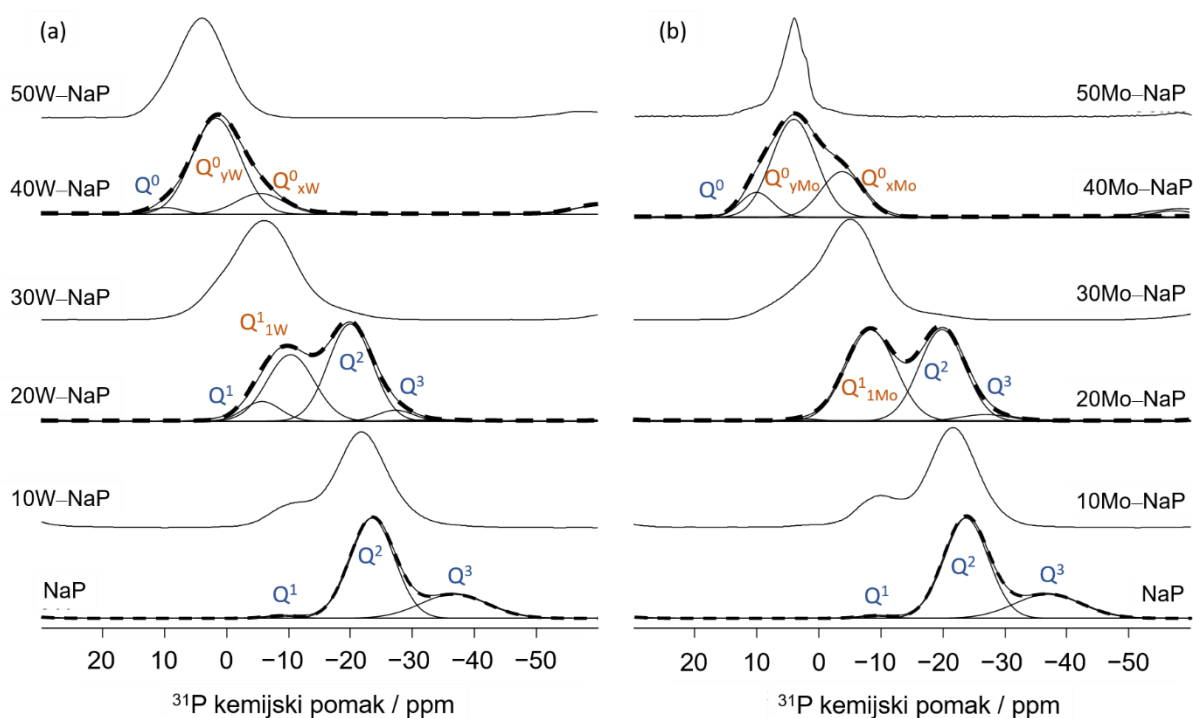 (a)
50W–NaP
Q⁰
Q⁰yW
Q⁰xW
40W–NaP
30W–NaP
Q¹1W
Q¹
Q²
Q³
20W–NaP
10W–NaP
Q¹
Q²
Q³
NaP
20 10 0 −10 −20 −30 −40 −50
³¹P kemijski pomak / ppm
(b)
50Mo–NaP
Q⁰
Q⁰yMo
Q⁰xMo
40Mo–NaP
30Mo–NaP
Q¹1Mo
Q²
Q³
20Mo–NaP
10Mo–NaP
Q¹
Q²
Q³
NaP
20 10 0 −10 −20 −30 −40 −50
³¹P kemijski pomak / ppm